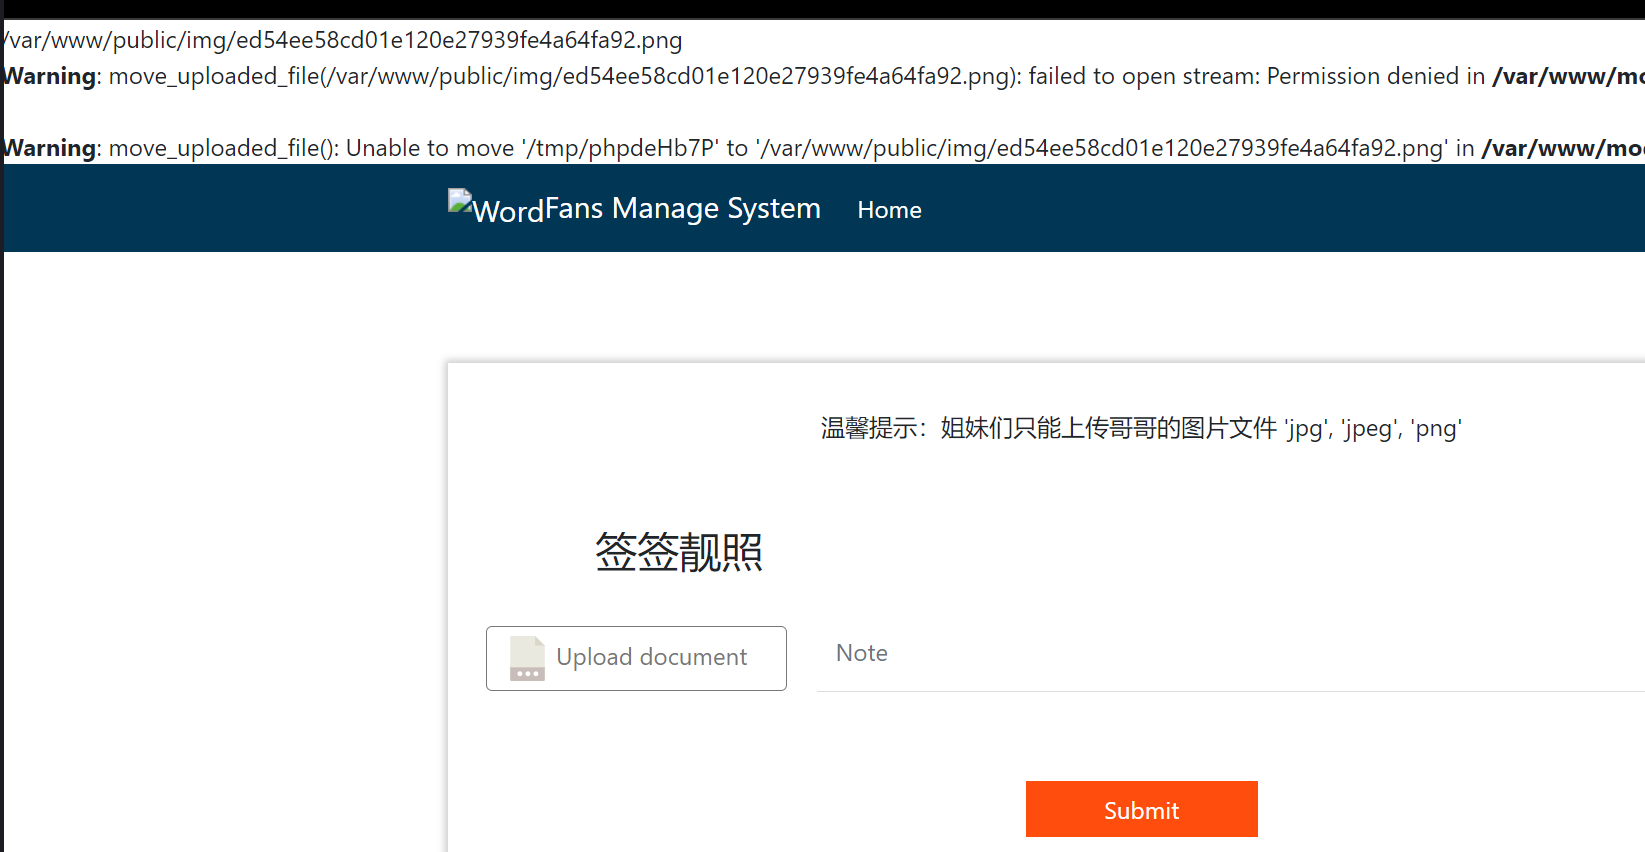 /var/www/public/img/ed54ee58cd01e120e27939fe4a64fa92.png
Warning: move_uploaded_file(/var/www/public/img/ed54ee58cd01e120e27939fe4a64fa92.png): failed to open stream: Permission denied in /var/www/mo
Warning: move_uploaded_file(): Unable to move '/tmp/phpdeHb7P' to '/var/www/public/img/ed54ee58cd01e120e27939fe4a64fa92.png' in /var/www/mo
WordFans Manage System Home
温馨提示：姐妹们只能上传哥哥的图片文件 'jpg', 'jpeg', 'png'
签签靓照
Upload document
Note
Submit